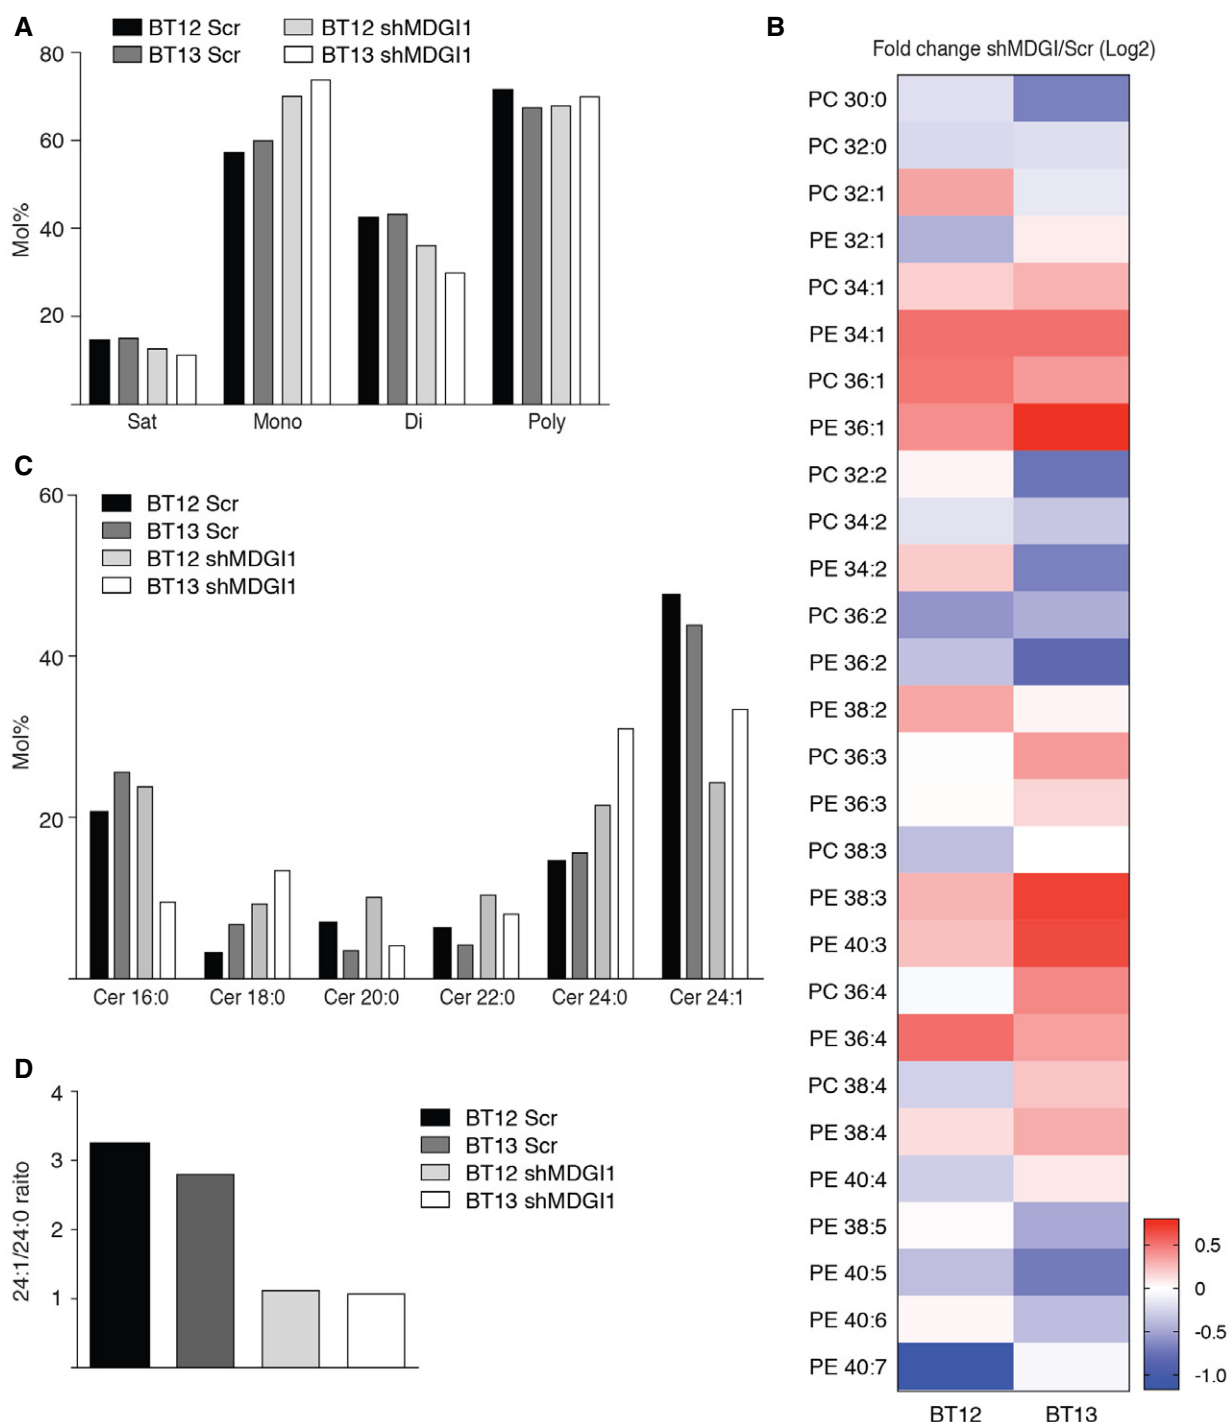 A
BT12 Scr
BT12 shMDGI1
BT13 Scr
BT13 shMDGI1
80
60
40
20
Mol%
Sat
Mono
Di
Poly
B
Fold change shMDGI/Scr (Log2)
PC 30:0
PC 32:0
PC 32:1
PE 32:1
PC 34:1
PE 34:1
PC 36:1
PE 36:1
PC 32:2
PC 34:2
PE 34:2
PC 36:2
PE 36:2
PE 38:2
PC 36:3
PE 36:3
PC 38:3
PE 38:3
PE 40:3
PC 36:4
PE 36:4
PC 38:4
PE 38:4
PE 40:4
PE 38:5
PE 40:5
PE 40:6
PE 40:7
BT12
BT13
0.5
0
-0.5
-1.0
C
BT12 Scr
BT13 Scr
BT12 shMDGI1
BT13 shMDGI1
60
40
20
Mol%
Cer 16:0
Cer 18:0
Cer 20:0
Cer 22:0
Cer 24:0
Cer 24:1
D
4
3
2
1
24:1/24:0 raito
BT12 Scr
BT13 Scr
BT12 shMDGI1
BT13 shMDGI1